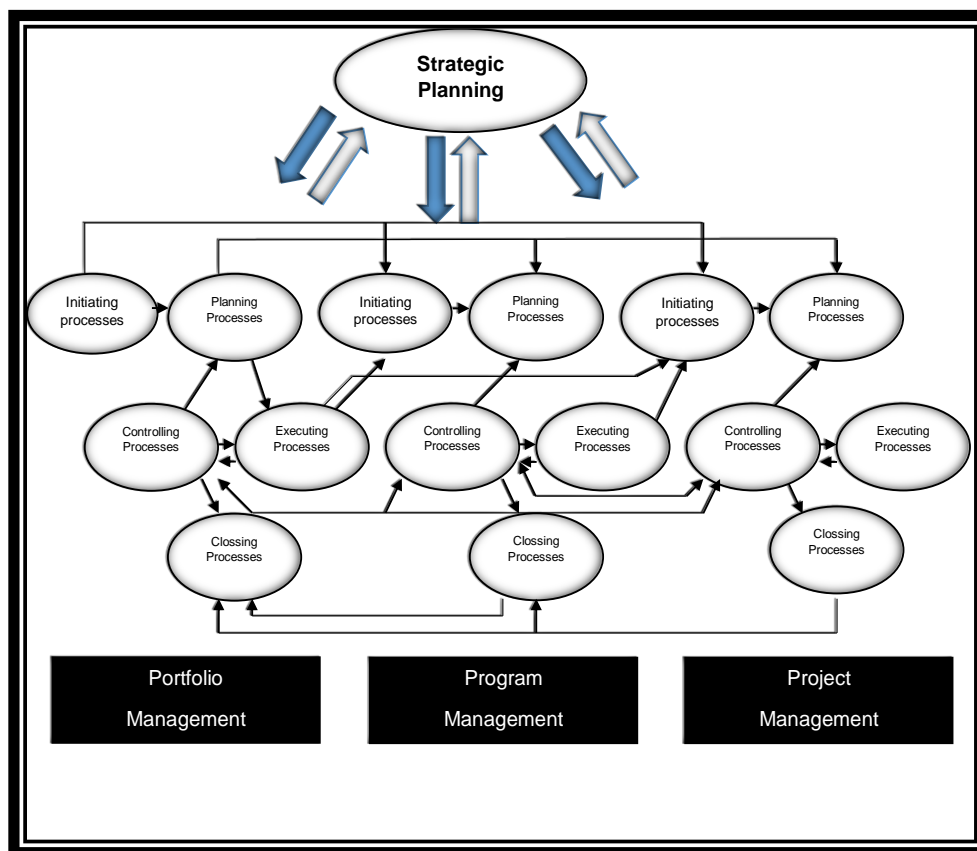 Strategic
Planning
Initiating
processes
Planning
Processes
Initiating
processes
Planning
Processes
Initiating
processes
Planning
Processes
Controlling
Processes
Executing
Processes
Controlling
Processes
Executing
Processes
Controlling
Processes
Executing
Processes
Clossing
Processes
Clossing
Processes
Clossing
Processes
Portfolio
Management
Program
Management
Project
Management